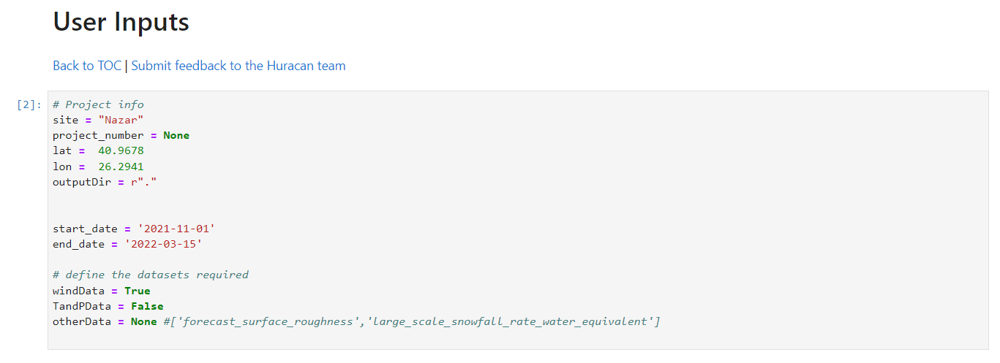 User Inputs
Back to TOC | Submit feedback to the Huracan team
[2]: # Project info
site = "Nazar"
project_number = None
lat =  40.9678
lon =  26.2941
outputDir = r"."
start_date = '2021-11-01'
end_date = '2022-03-15'
# define the datasets required
windData = True
TandPData = False
otherData = None #['forecast_surface_roughness','large_scale_snowfall_rate_water_equivalent']